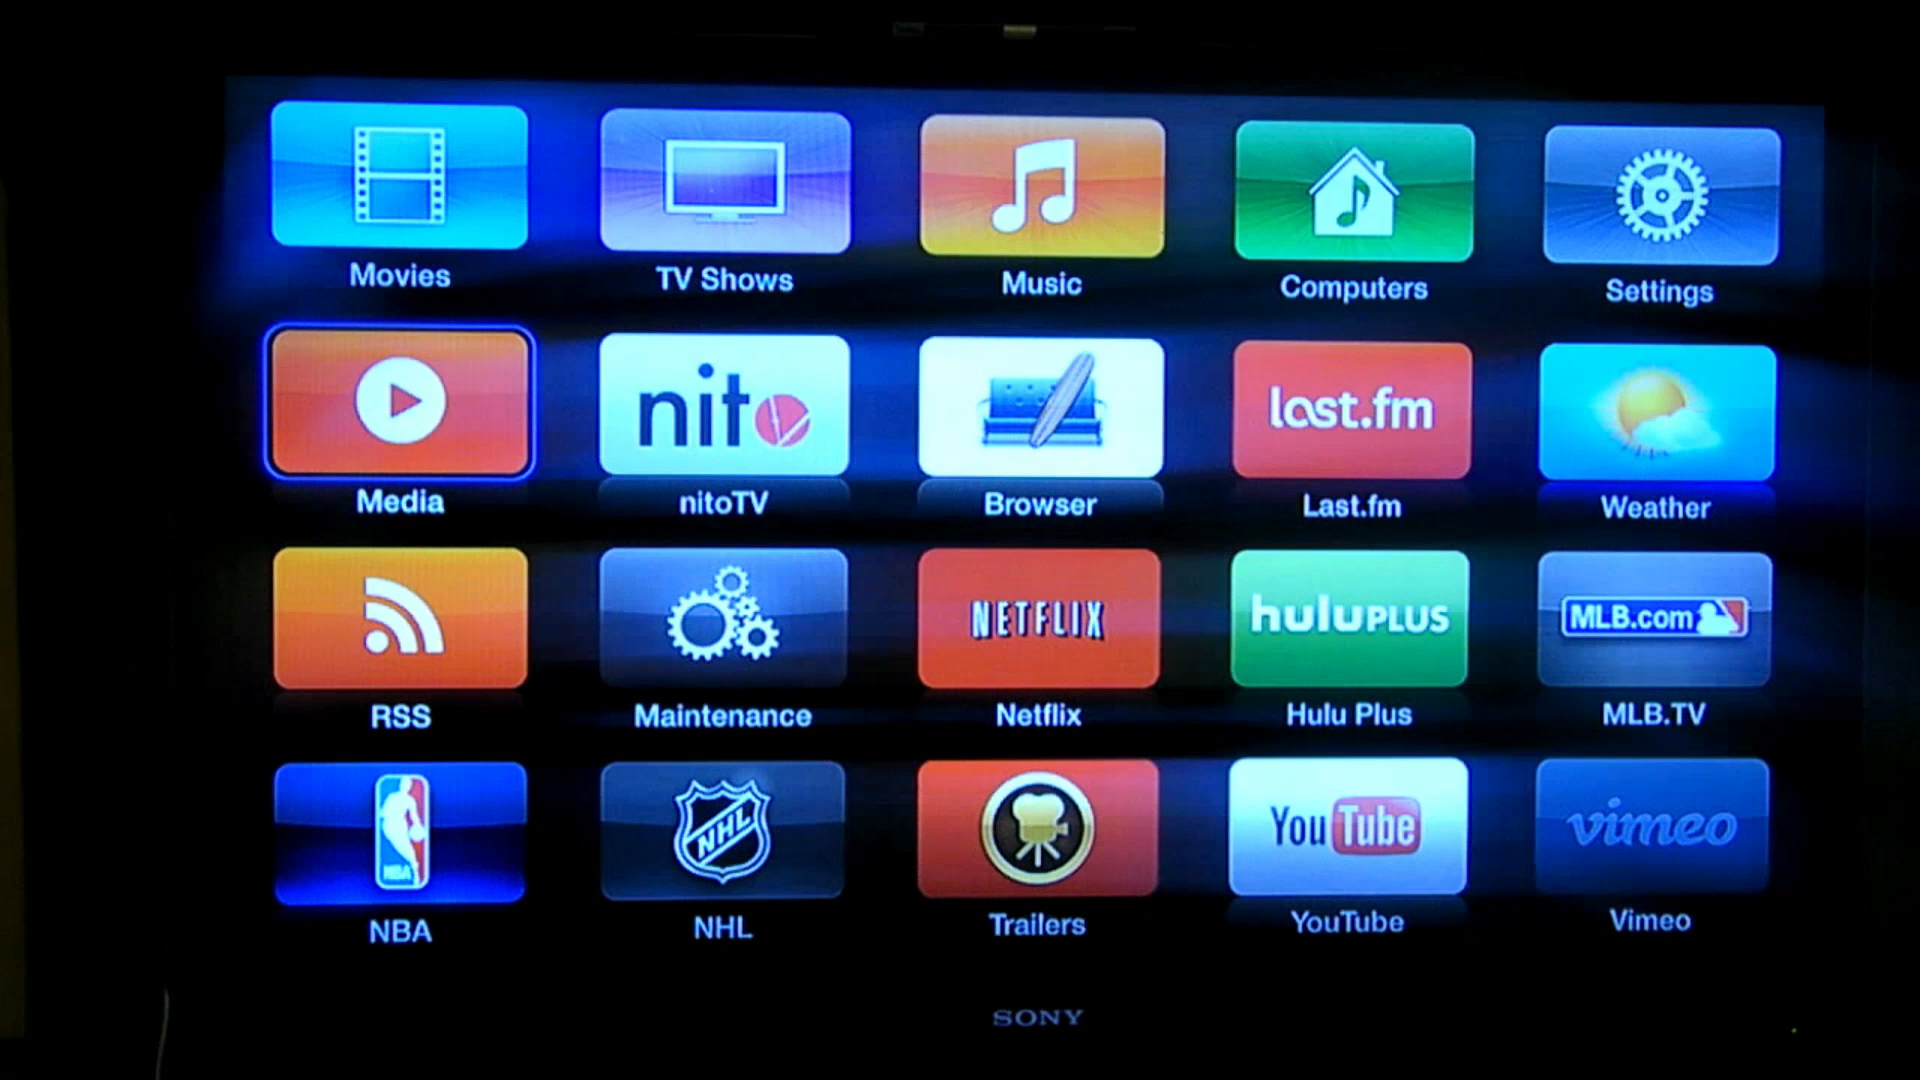 Movies
TV Shows
Music
Computers
Settings
nito
last.fm
Media
nitoTV
Browser
Last.fm
Weather
NETFLIX
huluPLUS
MLB.com
RSS
Maintenance
Netflix
Hulu Plus
MLB.TV
NBA
NHL
YouTube
vimeo
NBA
NHL
Trailers
YouTube
Vimeo
SONY